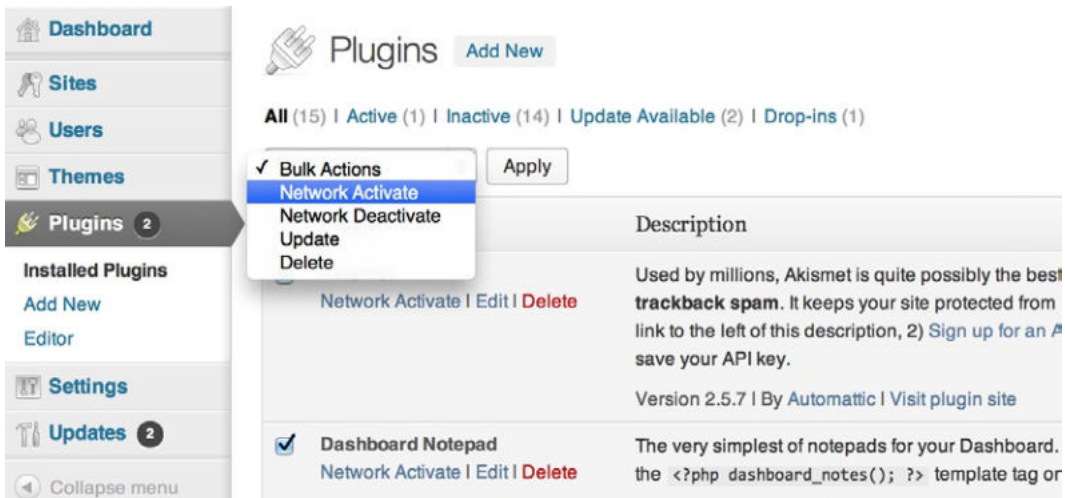 Dashboard
Sites
Users
Themes
Plugins 2
Installed Plugins
Add New
Editor
Settings
Updates 2
Collapse menu
Plugins Add New
All (15) | Active (1) | Inactive (14) | Update Available (2) | Drop-ins (1)
✓ Bulk Actions
Apply
Network Activate
Network Deactivate
Update
Delete
Description
Network Activate | Edit | Delete
Used by millions, Akismet is quite possibly the best
trackback spam. It keeps your site protected from
link to the left of this description, 2) Sign up for an
save your API key.
Version 2.5.7 | By Automattic | Visit plugin site
Dashboard Notepad
Network Activate | Edit | Delete
The very simplest of notepads for your Dashboard.
the <?php dashboard_notes(); ?> template tag or